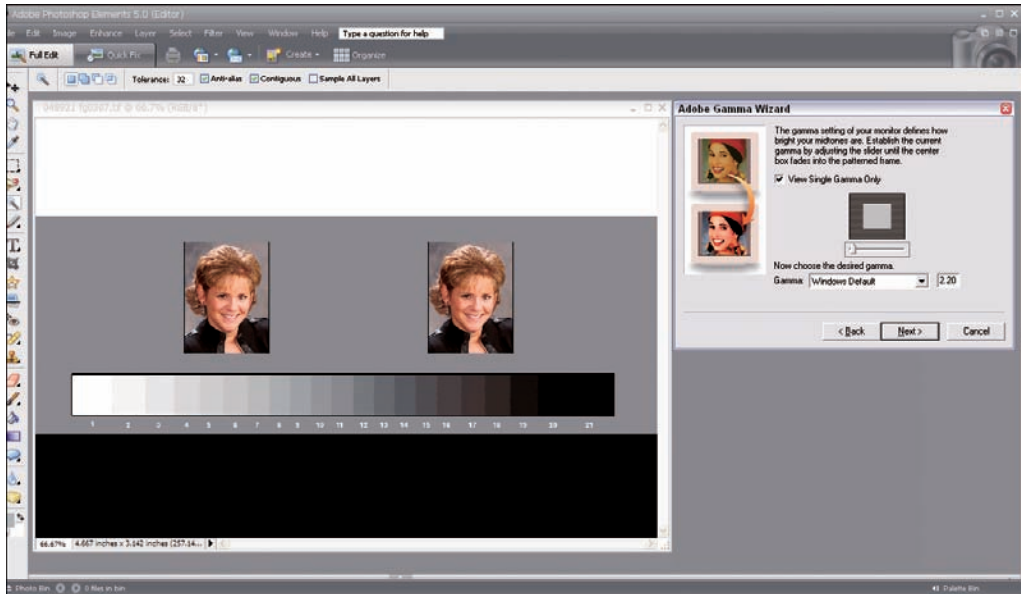 Adobe Photoshop Elements 5.0 (Editor)
Edit Image Enhance Layer Select Filter View Window Help Type a question for help
Full Edit Quick Fix Create Organize
Tolerance: 32 Anti-alias Contiguous Sample All Layers
Adobe Gamma Wizard
The gamma setting of your monitor defines how
bright your midtones are. Establish the current
gamma by adjusting the slider until the center
box fades into the patterned frame.
View Single Gamma Only
Now choose the desired gamma.
Gamma: Windows Default 2.20
< Back Next > Cancel
1 2 3 4 5 6 7 8 9 10 11 12 13 14 15 16 17 18 19 20 21
66.67% 4.667 inches x 3.142 inches (257.14...
Photo Bin 0 files in bin Palette Bin